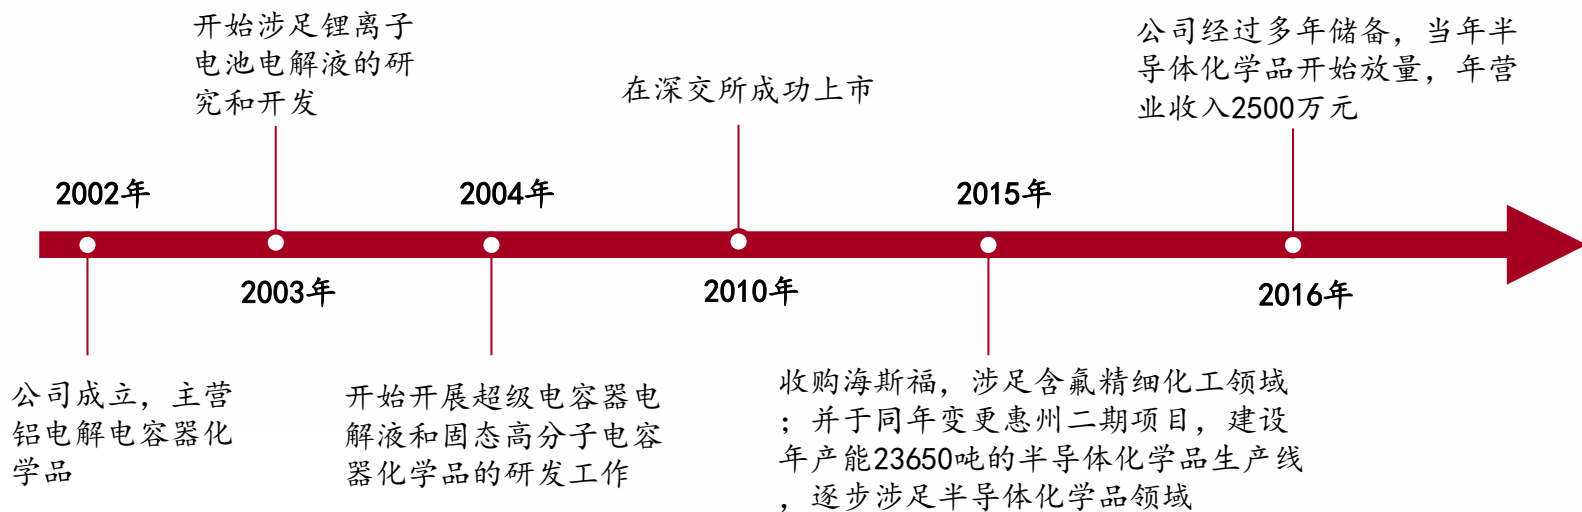 开始涉足锂离子
电池电解液的研
究和开发
在深交所成功上市
公司经过多年储备，当年半
导体化学品开始放量，年营
业收入2500万元
2002年
2004年
2015年
2003年
2010年
2016年
公司成立，主营
铝电解电容器化
学品
开始开展超级电容器电
解液和固态高分子电容
器化学品的研发工作
收购海斯福，涉足含氟精细化工领域
；并于同年变更惠州二期项目，建设
年产能23650吨的半导体化学品生产线
，逐步涉足半导体化学品领域